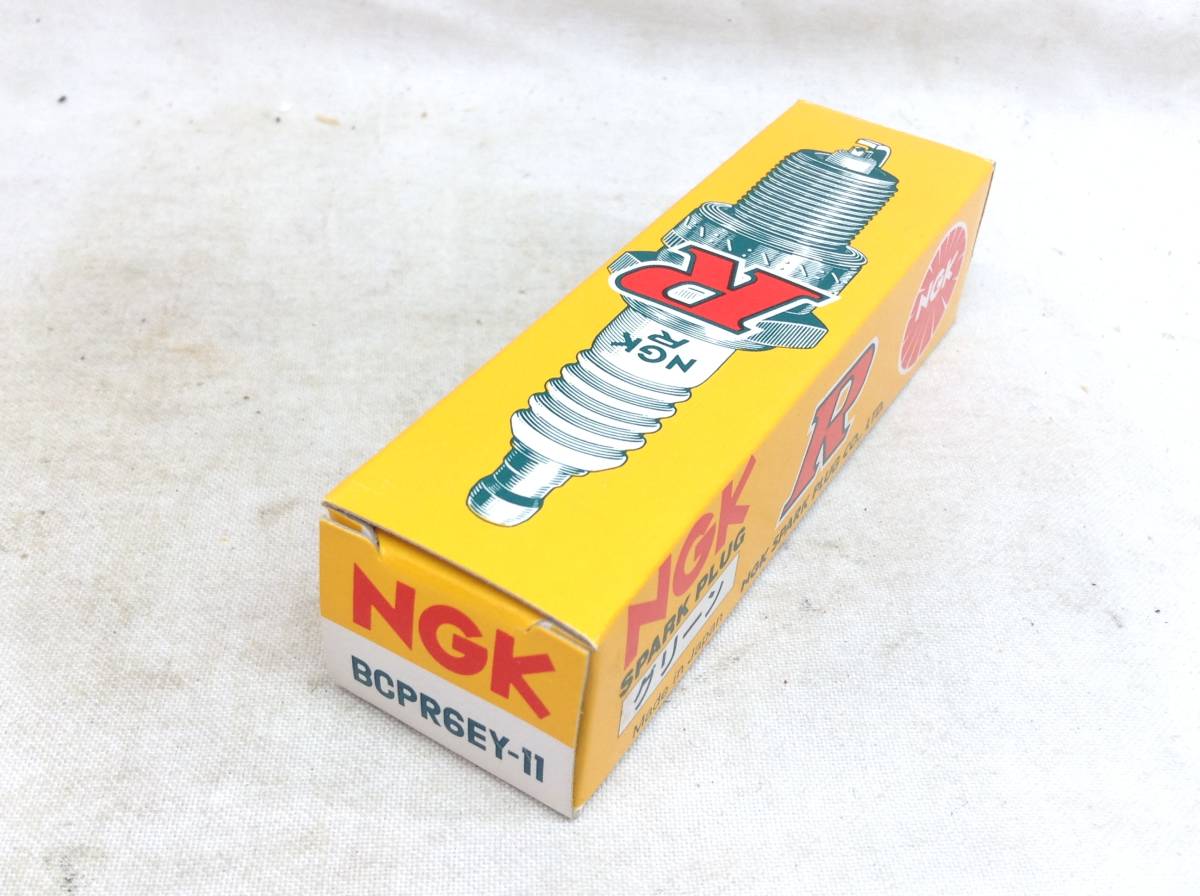 NGK
BCPR6EY-11
NGK
R
R
NGK
SPARK PLUG
グリーン
Made in Japan
R
NGK SPARK PLUG CO., LTD.
NGK